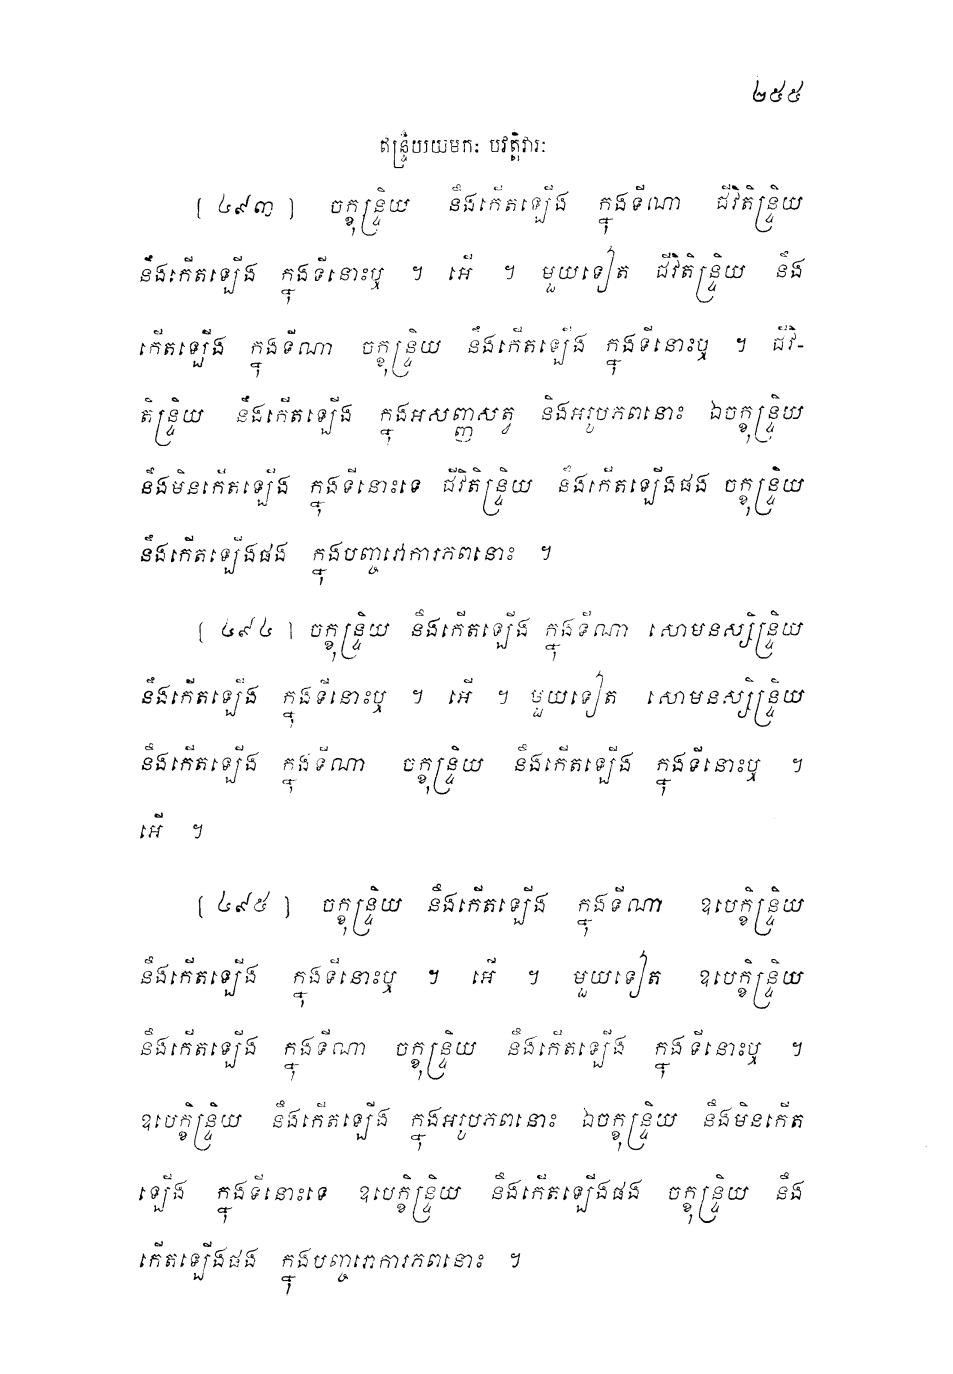 ២៥៥
ឥន្ទ្រិយយមកៈ បវត្តិវារៈ
[ ៤៩៣ ] ចក្ខុន្ទ្រិយ នឹងកើតឡើង ក្នុងទីណា ជីវិតិន្ទ្រិយ
នឹងកើតឡើង ក្នុងទីនោះឬ ។ អើ ។ មួយទៀត ជីវិតិន្ទ្រិយ នឹង
កើតឡើង ក្នុងទីណា ចក្ខុន្ទ្រិយ នឹងកើតឡើង ក្នុងទីនោះឬ ។ ជីវិ-
តិន្ទ្រិយ នឹងកើតឡើង ក្នុងអសញ្ញសត្វ និងអរូបភពនោះ ឯចក្ខុន្ទ្រិយ
នឹងមិនកើតឡើង ក្នុងទីនោះទេ ជីវិតិន្ទ្រិយ នឹងកើតឡើងផង ចក្ខុន្ទ្រិយ
នឹងកើតឡើងផង ក្នុងបញ្ចវោការភពនោះ ។
[ ៤៩៤ ] ចក្ខុន្ទ្រិយ នឹងកើតឡើង ក្នុងទីណា សោមនស្សិន្ទ្រិយ
នឹងកើតឡើង ក្នុងទីនោះឬ ។ អើ ។ មួយទៀត សោមនស្សិន្ទ្រិយ
នឹងកើតឡើង ក្នុងទីណា ចក្ខុន្ទ្រិយ នឹងកើតឡើង ក្នុងទីនោះឬ ។
អើ ។
[ ៤៩៥ ] ចក្ខុន្ទ្រិយ នឹងកើតឡើង ក្នុងទីណា ឧបេក្ខិន្ទ្រិយ
នឹងកើតឡើង ក្នុងទីនោះឬ ។ អើ ។ មួយទៀត ឧបេក្ខិន្ទ្រិយ
នឹងកើតឡើង ក្នុងទីណា ចក្ខុន្ទ្រិយ នឹងកើតឡើង ក្នុងទីនោះឬ ។
ឧបេក្ខិន្ទ្រិយ នឹងកើតឡើង ក្នុងអរូបភពនោះ ឯចក្ខុន្ទ្រិយ នឹងមិនកើត
ឡើង ក្នុងទីនោះទេ ឧបេក្ខិន្ទ្រិយ នឹងកើតឡើងផង ចក្ខុន្ទ្រិយ នឹង
កើតឡើងផង ក្នុងបញ្ចវោការភពនោះ ។